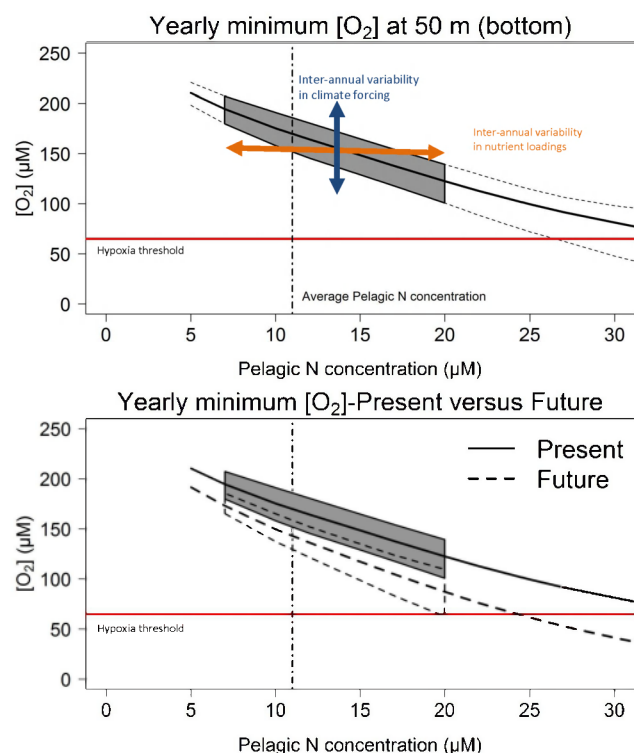 Yearly minimum [O₂] at 50 m (bottom)
250
200
150
100
50
0
[O₂] (µM)
Inter-annual variability
in climate forcing
Inter-annual variability
in nutrient loadings
Hypoxia threshold
Average Pelagic N concentration
0 5 10 15 20 25 30
Pelagic N concentration (µM)
Yearly minimum [O₂]-Present versus Future
250
200
150
100
50
0
[O₂] (µM)
Present
Future
Hypoxia threshold
0 5 10 15 20 25 30
Pelagic N concentration (µM)